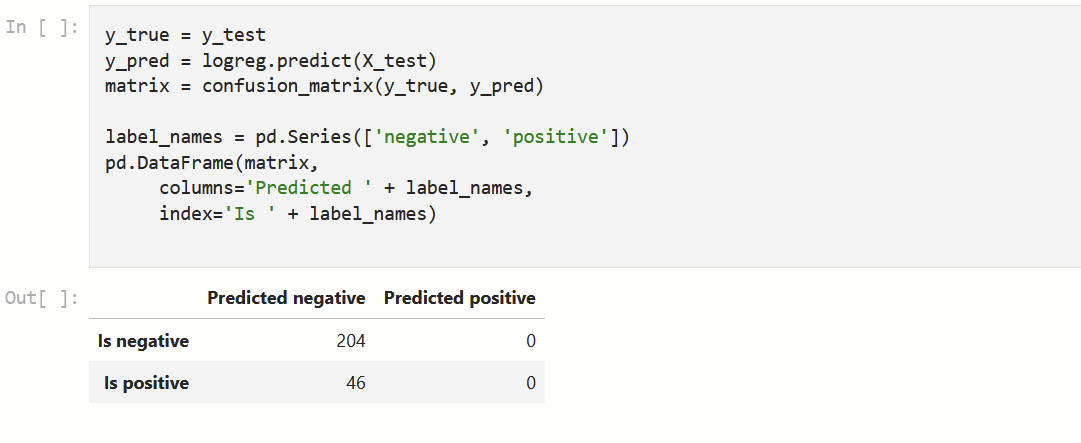 In [ ]:
y_true = y_test
y_pred = logreg.predict(X_test)
matrix = confusion_matrix(y_true, y_pred)
label_names = pd.Series(['negative', 'positive'])
pd.DataFrame(matrix,
     columns='Predicted ' + label_names,
     index='Is ' + label_names)
Out[ ]:
Predicted negative Predicted positive
Is negative 204 0
Is positive 46 0